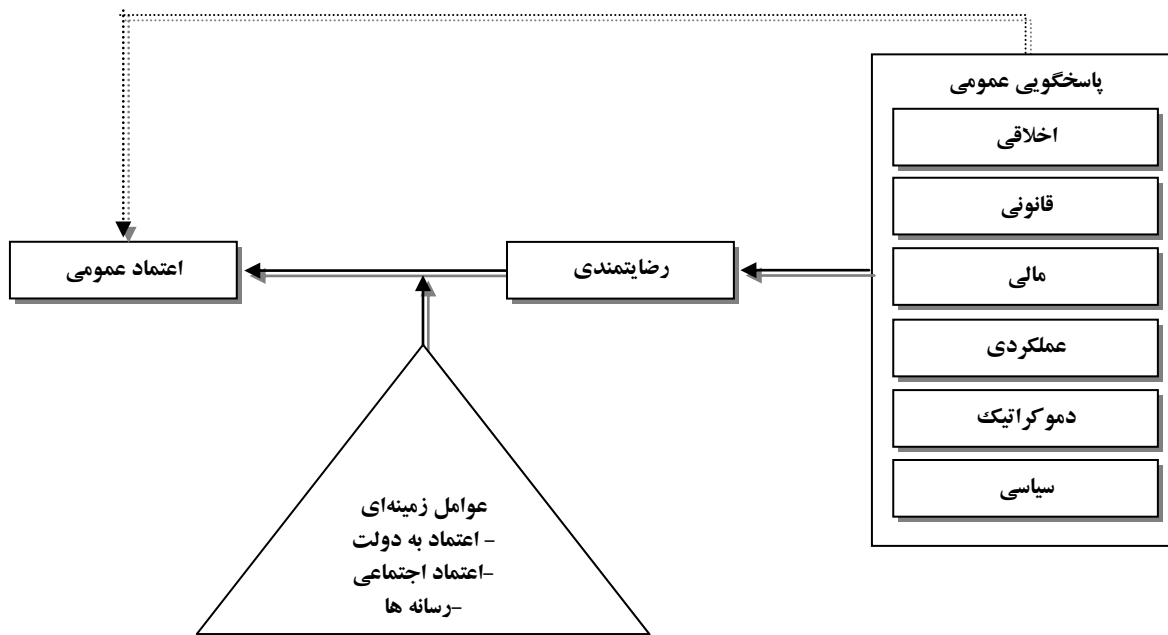 پاسخگویی عمومی
اخلاقی
قانونی
مالی
عملکردی
دموکراتیک
سیاسی
رضایتمندی
اعتماد عمومی
عوامل زمینه‌ای
- اعتماد به دولت
-اعتماد اجتماعی
-رسانه ها